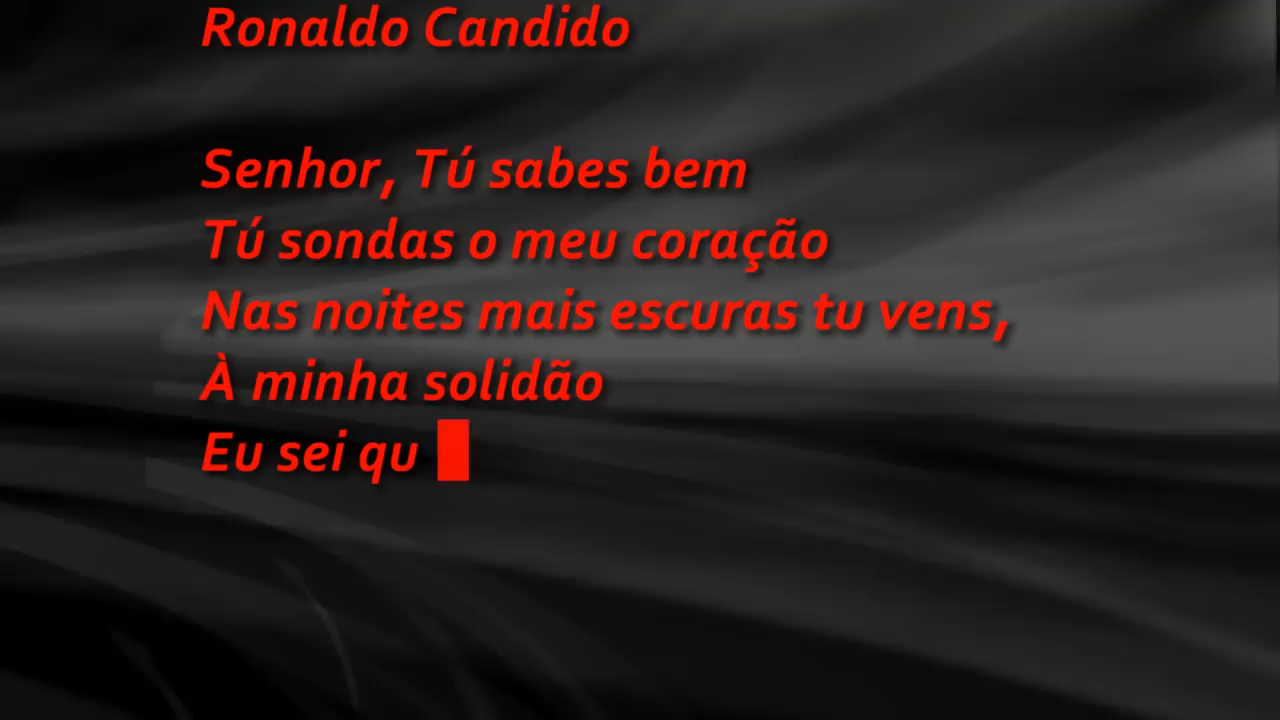 Ronaldo Candido
Senhor, Tú sabes bem
Tú sondas o meu coração
Nas noites mais escuras tu vens,
À minha solidão
Eu sei qu